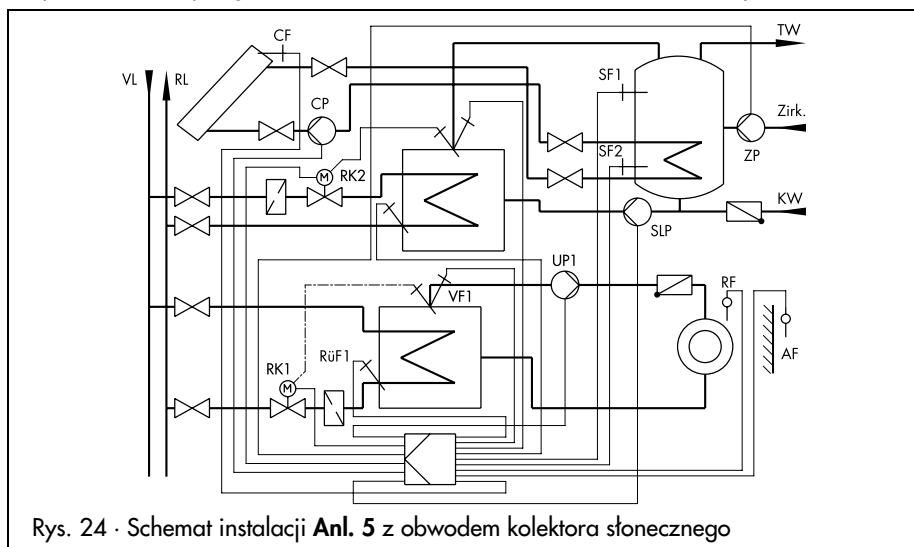 TW
CF
VL
RL
SF1
CP
Zirk.
ZP
SF2
M
RK2
KW
SLP
UP1
VF1
RF
RüF1
AF
RK1
M
Rys. 24 · Schemat instalacji Anl. 5 z obwodem kolektora słonecznego